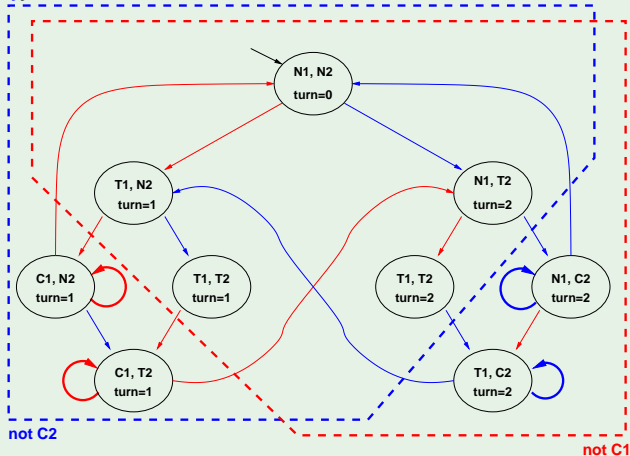 N1, N2
turn=0
T1, N2
turn=1
N1, T2
turn=2
C1, N2
turn=1
T1, T2
turn=1
T1, T2
turn=2
N1, C2
turn=2
C1, T2
turn=1
T1, C2
turn=2
not C2
not C1